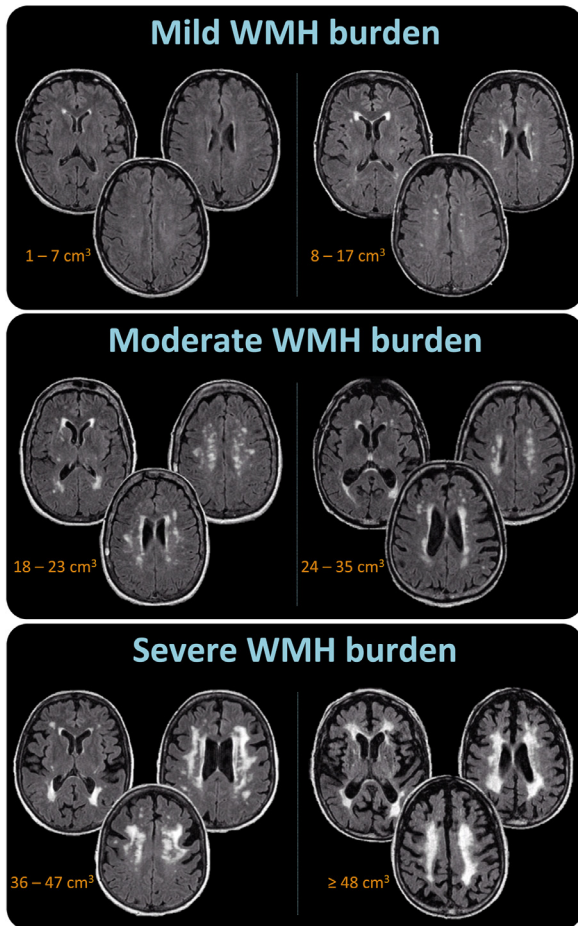 Mild WMH burden
1 – 7 cm³
8 – 17 cm³
Moderate WMH burden
18 – 23 cm³
24 – 35 cm³
Severe WMH burden
36 – 47 cm³
≥ 48 cm³